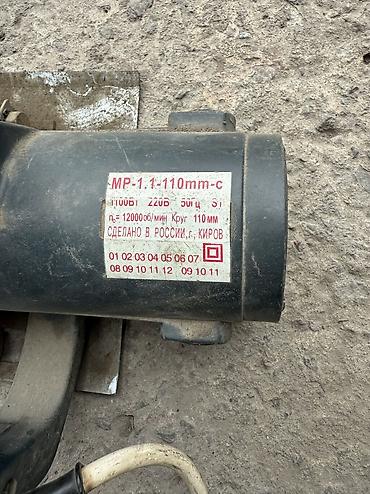 МР-1.1-110mm-с
1100Вт 220В 50Гц S1
n₀= 12000об/мин Круг 110мм
СДЕЛАНО В РОССИИ,г, КИРОВ
01 02 03 04 05 06 07
08 09 10 11 12 09 10 11